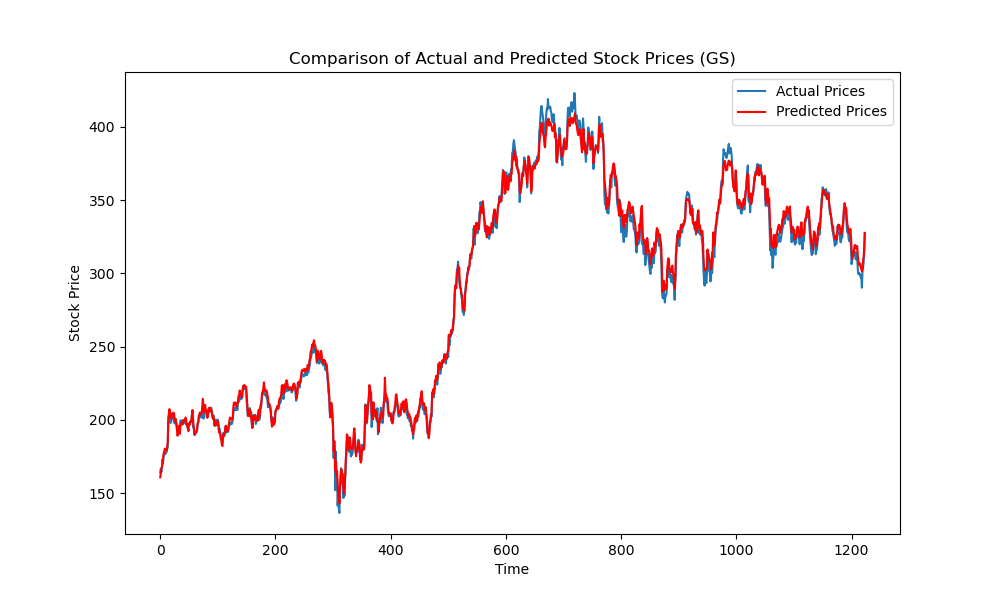 Comparison of Actual and Predicted Stock Prices (GS)
Actual Prices
Predicted Prices
400
350
300
250
200
150
Stock Price
0 200 400 600 800 1000 1200
Time